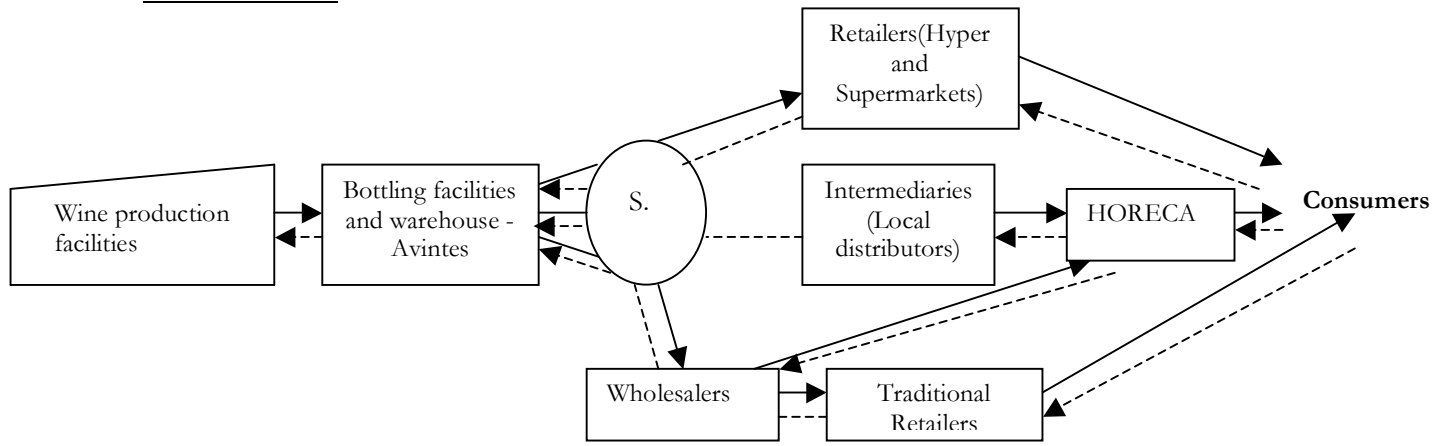 Retailers(Hyper
and
Supermarkets)
Wine production
facilities
Bottling facilities
and warehouse -
Avintes
S.
Intermediaries
(Local
distributors)
HORECA
Consumers
Wholesalers
Traditional
Retailers